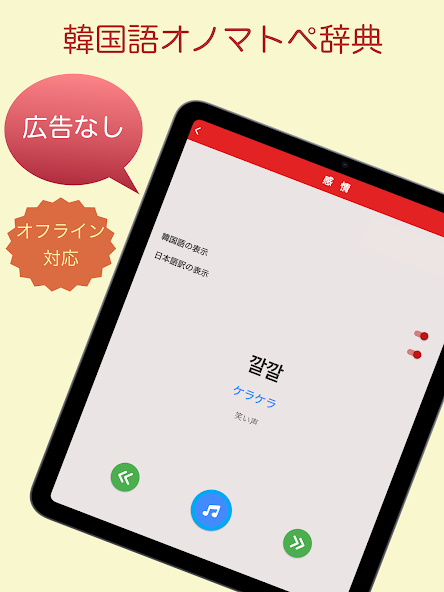 韓国語オノマトペ辞典
広告なし
オフライン
対応
感 情
韓国語の表示
日本語訳の表示
깔깔
ケラケラ
笑い声